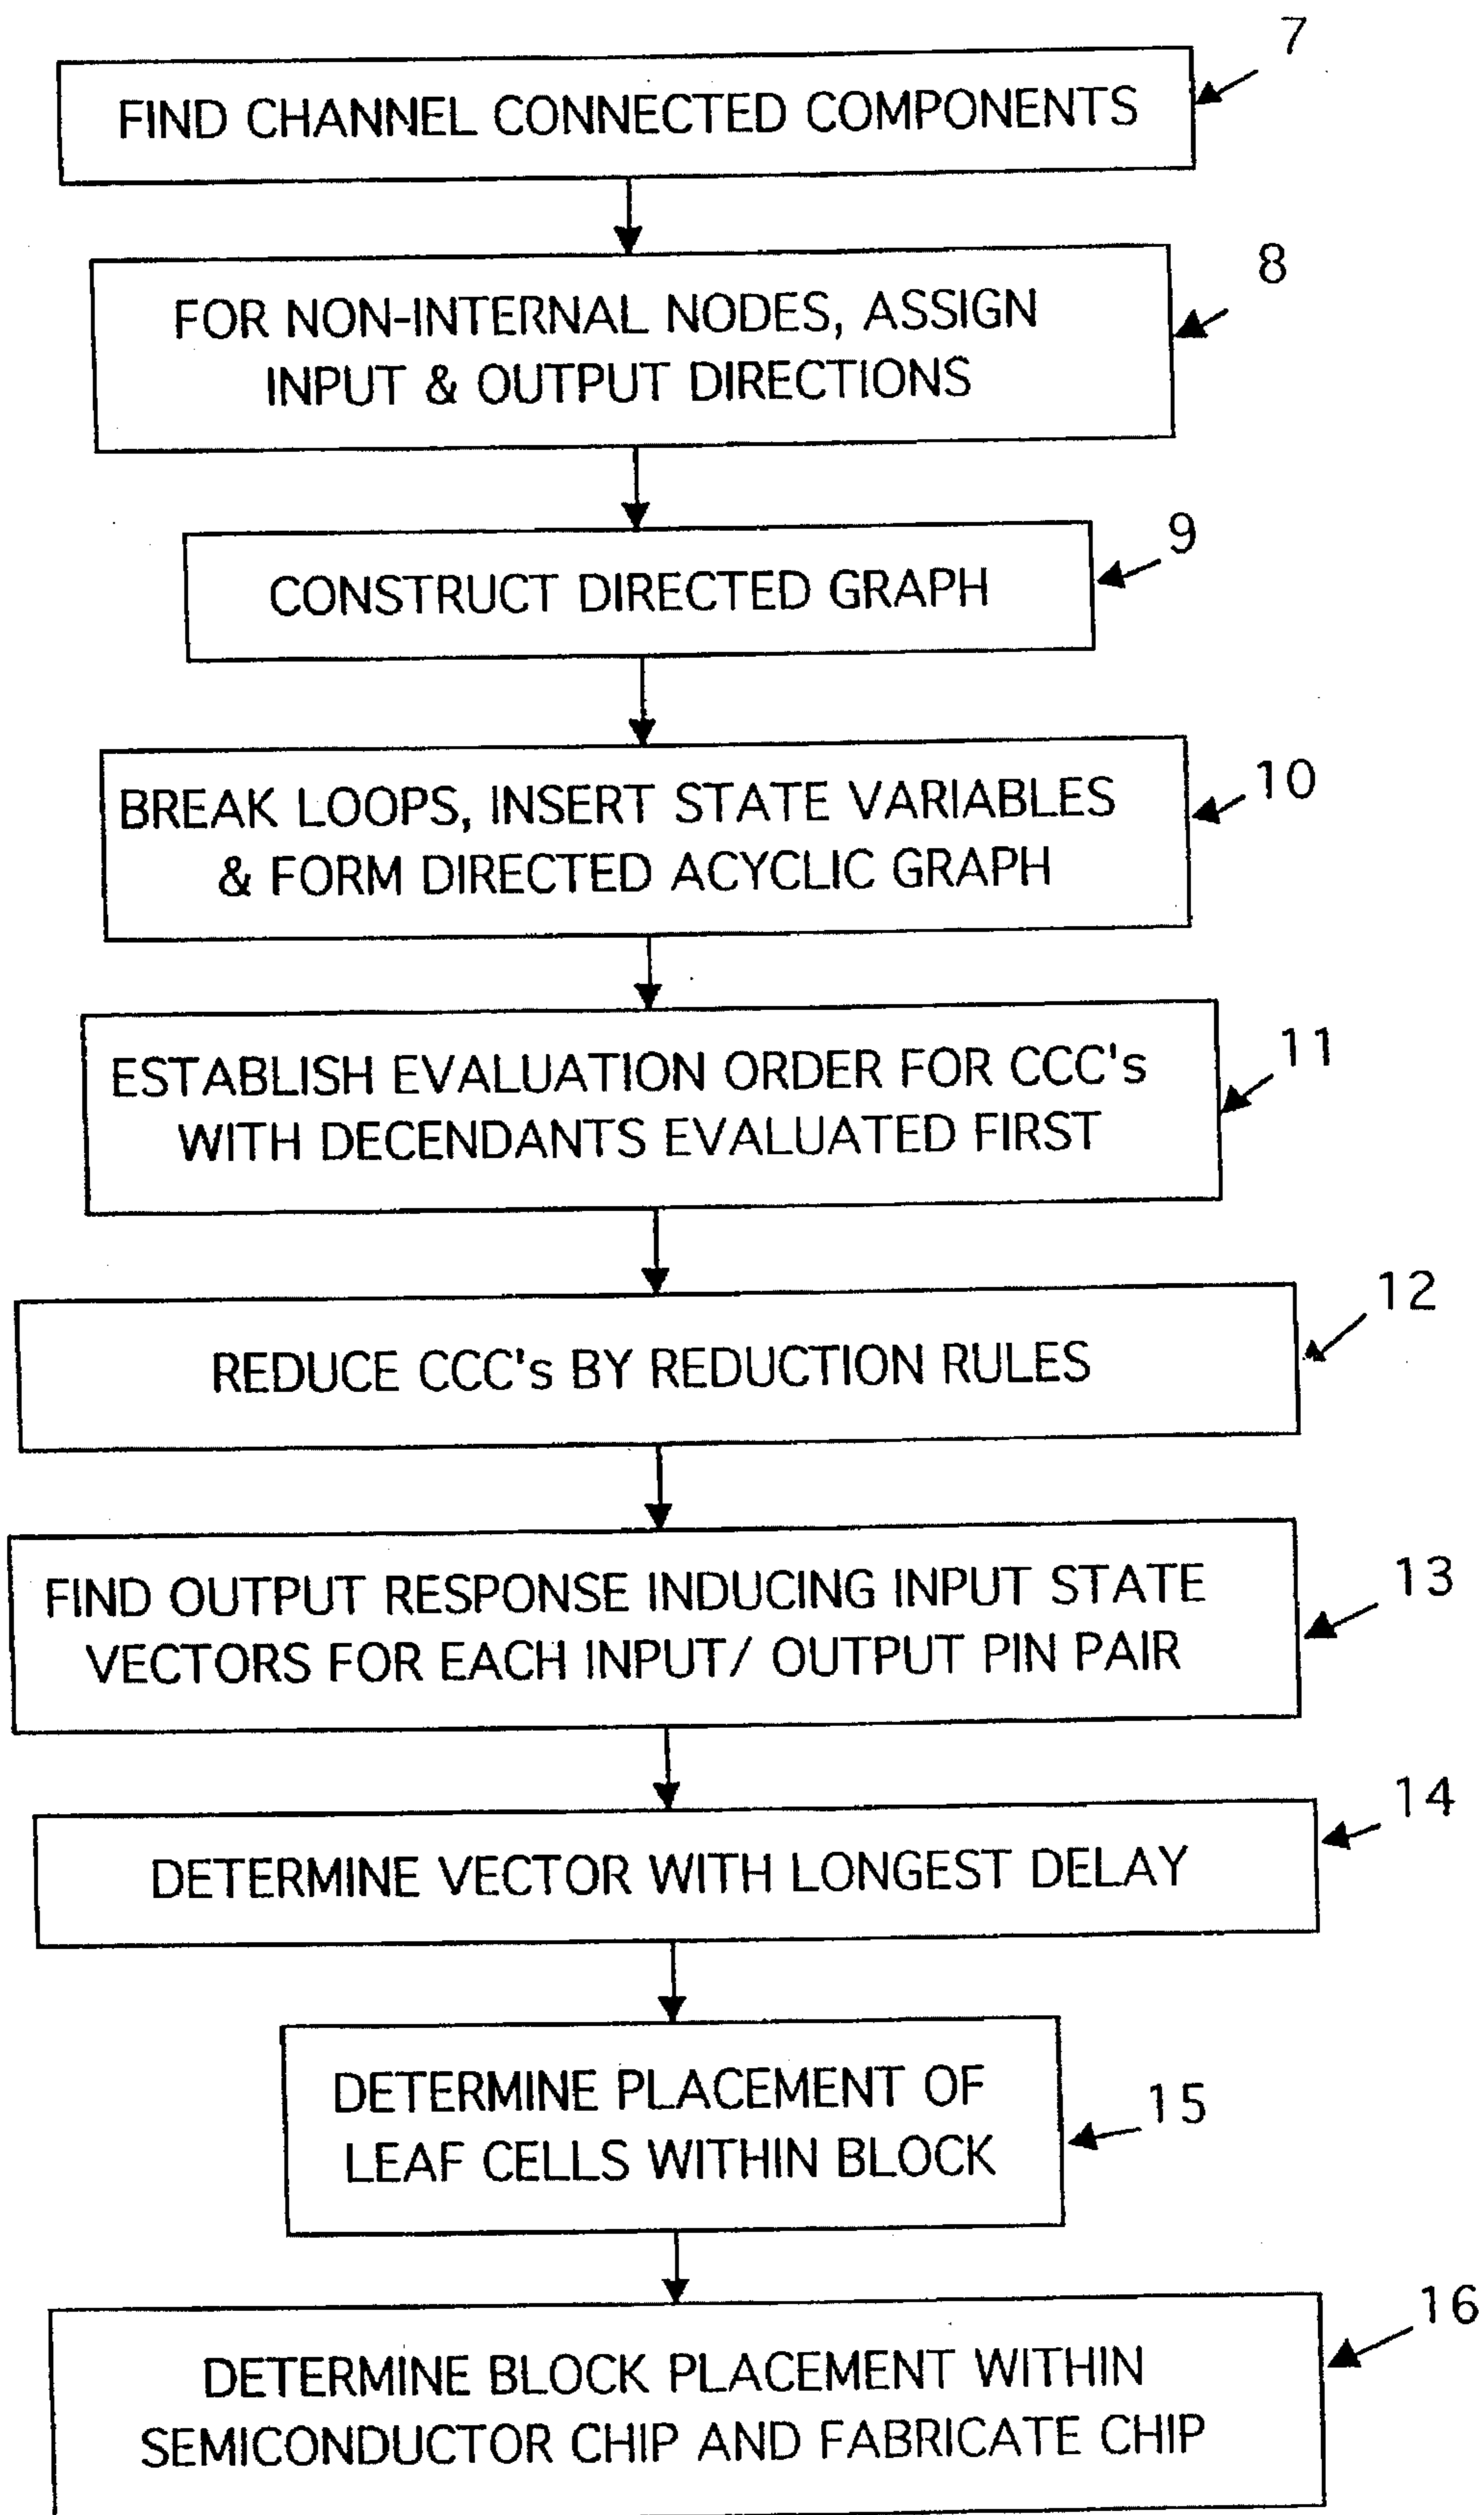 7
FIND CHANNEL CONNECTED COMPONENTS
8
FOR NON-INTERNAL NODES, ASSIGN
INPUT & OUTPUT DIRECTIONS
9
CONSTRUCT DIRECTED GRAPH
10
BREAK LOOPS, INSERT STATE VARIABLES
& FORM DIRECTED ACYCLIC GRAPH
11
ESTABLISH EVALUATION ORDER FOR CCC's
WITH DECENDANTS EVALUATED FIRST
12
REDUCE CCC's BY REDUCTION RULES
13
FIND OUTPUT RESPONSE INDUCING INPUT STATE
VECTORS FOR EACH INPUT/ OUTPUT PIN PAIR
14
DETERMINE VECTOR WITH LONGEST DELAY
15
DETERMINE PLACEMENT OF
LEAF CELLS WITHIN BLOCK
16
DETERMINE BLOCK PLACEMENT WITHIN
SEMICONDUCTOR CHIP AND FABRICATE CHIP